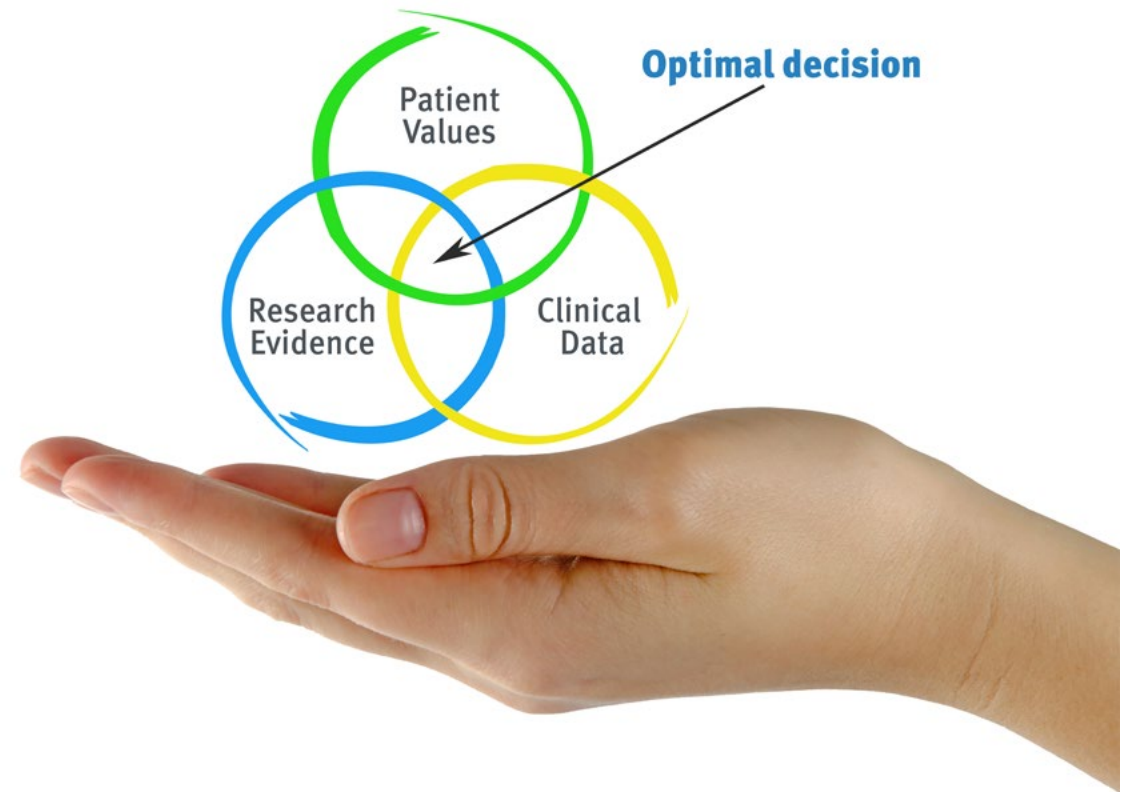 Optimal decision
Patient
Values
Research
Evidence
Clinical
Data